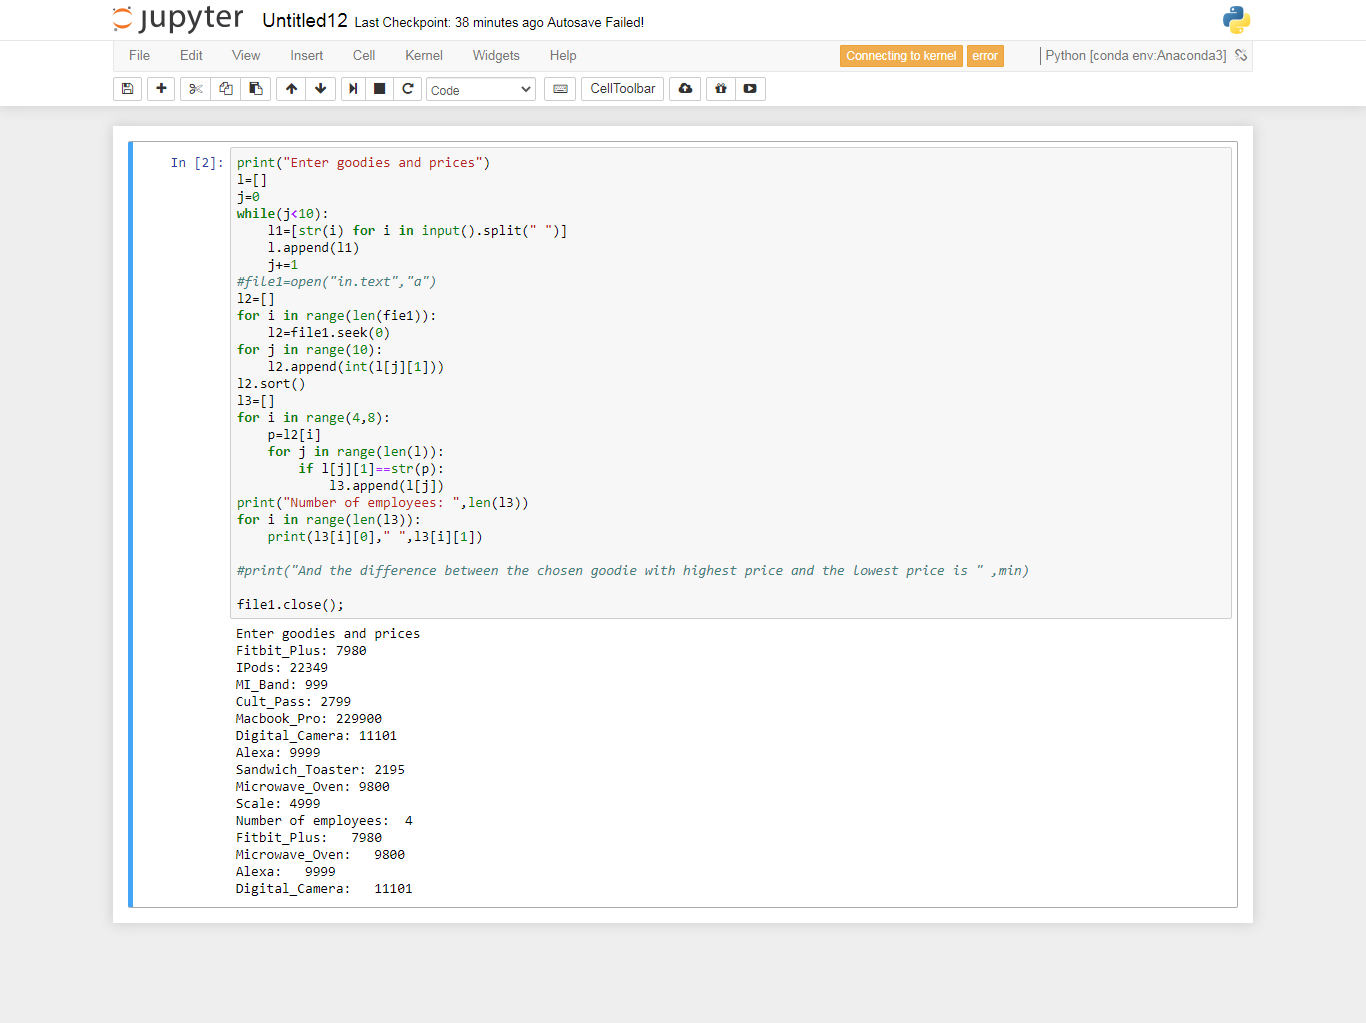 jupyter Untitled12 Last Checkpoint: 38 minutes ago Autosave Failed!
File Edit View Insert Cell Kernel Widgets Help Connecting to kernel error Python [conda env:Anaconda3]
Code CellToolbar
In [2]: print("Enter goodies and prices")
l=[]
j=0
while(j<10):
    l1=[str(i) for i in input().split(" ")]
    l.append(l1)
    j+=1
#file1=open("in.text","a")
l2=[]
for i in range(len(fie1)):
    l2=file1.seek(0)
for j in range(10):
    l2.append(int(l[j][1]))
l2.sort()
l3=[]
for i in range(4,8):
    p=l2[i]
    for j in range(len(l)):
        if l[j][1]==str(p):
            l3.append(l[j])
print("Number of employees: ",len(l3))
for i in range(len(l3)):
    print(l3[i][0]," ",l3[i][1])
#print("And the difference between the chosen goodie with highest price and the lowest price is " ,min)
file1.close();
Enter goodies and prices
Fitbit_Plus: 7980
IPods: 22349
MI_Band: 999
Cult_Pass: 2799
Macbook_Pro: 229900
Digital_Camera: 11101
Alexa: 9999
Sandwich_Toaster: 2195
Microwave_Oven: 9800
Scale: 4999
Number of employees:  4
Fitbit_Plus:   7980
Microwave_Oven:   9800
Alexa:   9999
Digital_Camera:   11101